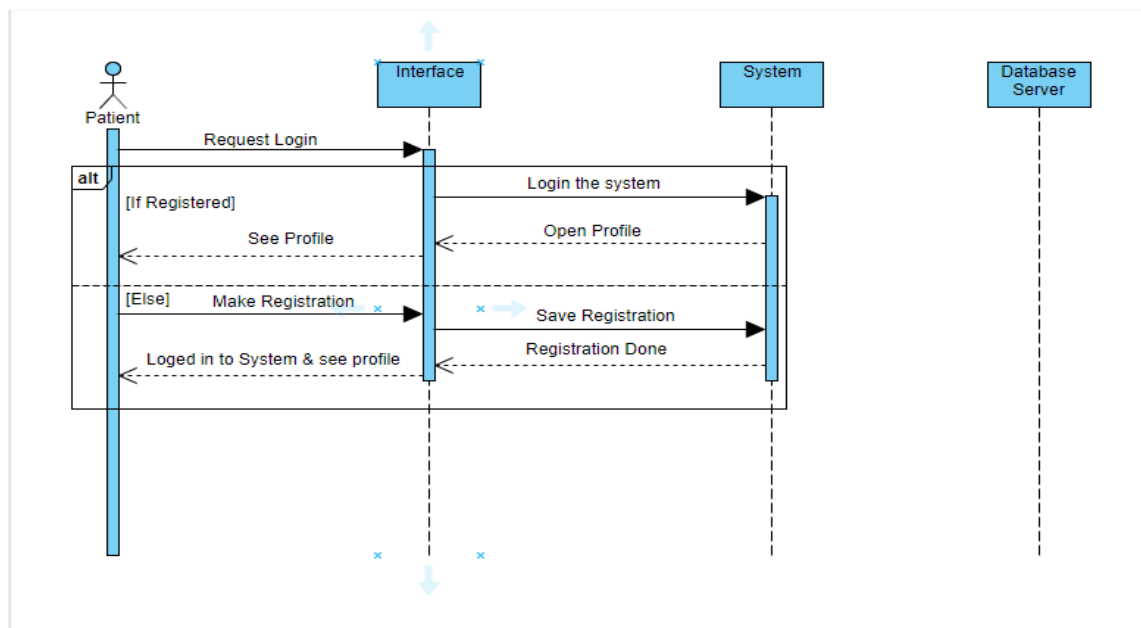 Interface
System
Database
Server
Patient
Request Login
alt
Login the system
[If Registered]
Open Profile
See Profile
[Else]
Make Registration
Save Registration
Registration Done
Loged in to System & see profile